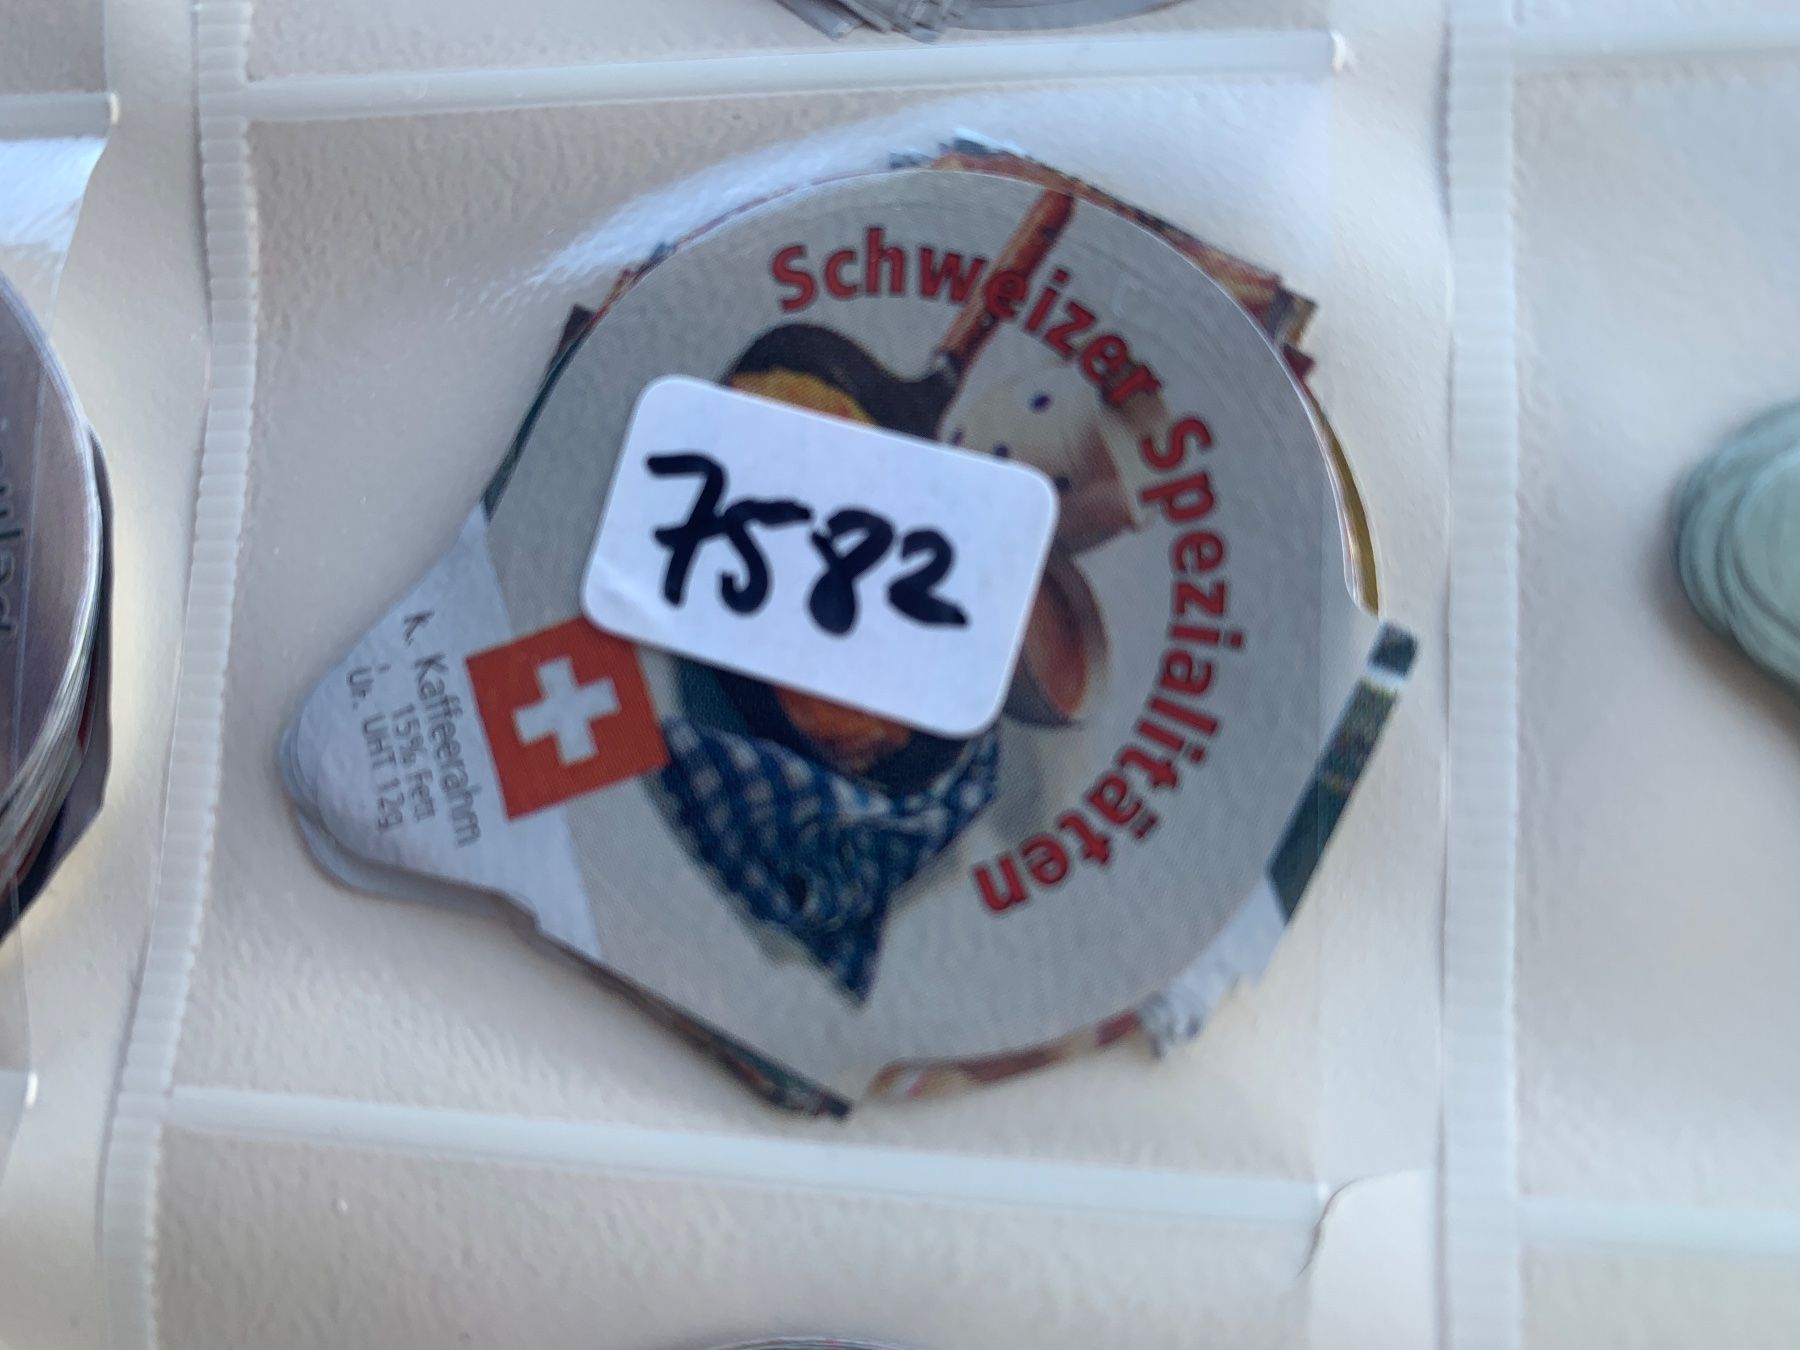 Schweizer Spezialitäten
7582
K. Kaffeerahm
15% Fett
UHT 12g